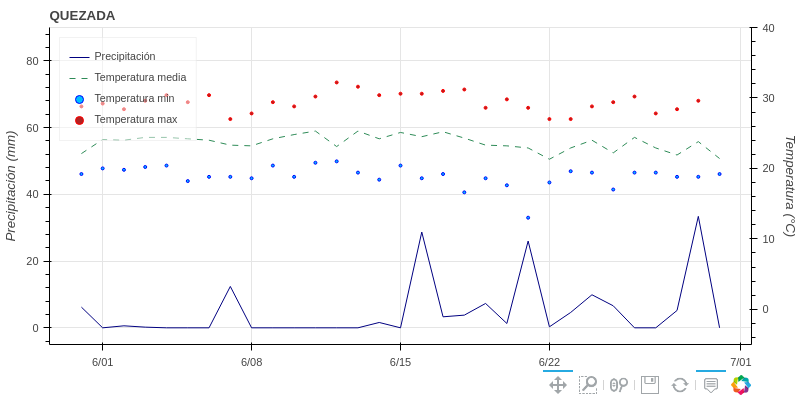 QUEZADA
Precipitación
Temperatura media
Temperatura min
Temperatura max
Precipitación (mm)
80
60
40
20
0
Temperatura (°C)
40
30
20
10
0
6/01
6/08
6/15
6/22
7/01